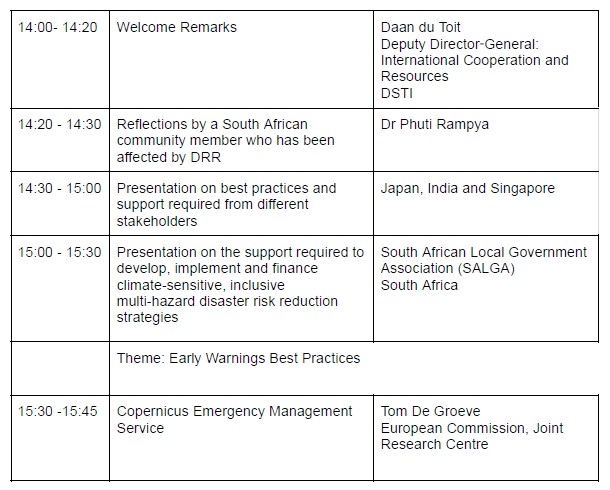 14:00- 14:20 Welcome Remarks Daan du Toit
Deputy Director-General:
International Cooperation and
Resources
DSTI
14:20 - 14:30 Reflections by a South African Dr Phuti Rampya
community member who has been
affected by DRR
14:30 - 15:00 Presentation on best practices and Japan, India and Singapore
support required from different
stakeholders
15:00 - 15:30 Presentation on the support required to South African Local Government
develop, implement and finance Association (SALGA)
climate-sensitive, inclusive South Africa
multi-hazard disaster risk reduction
strategies
Theme: Early Warnings Best Practices
15:30 -15:45 Copernicus Emergency Management Tom De Groeve
Service European Commission, Joint
Research Centre